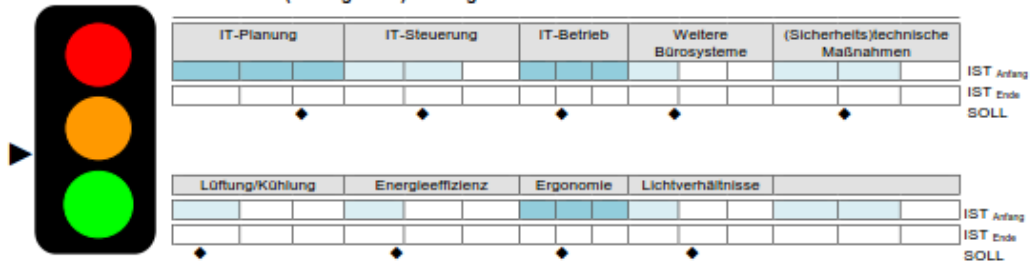 IT-Planung IT-Steuerung IT-Betrieb Weitere Bürosysteme (Sicherheits)technische Maßnahmen
IST Anfang
IST Ende
SOLL
Lüftung/Kühlung Energieeffizienz Ergonomie Lichtverhältnisse
IST Anfang
IST Ende
SOLL